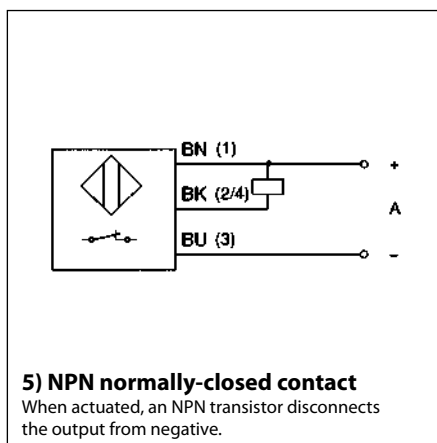 BN (1)
+
BK (2/4)
A
BU (3)
-
5) NPN normally-closed contact
When actuated, an NPN transistor disconnects
the output from negative.